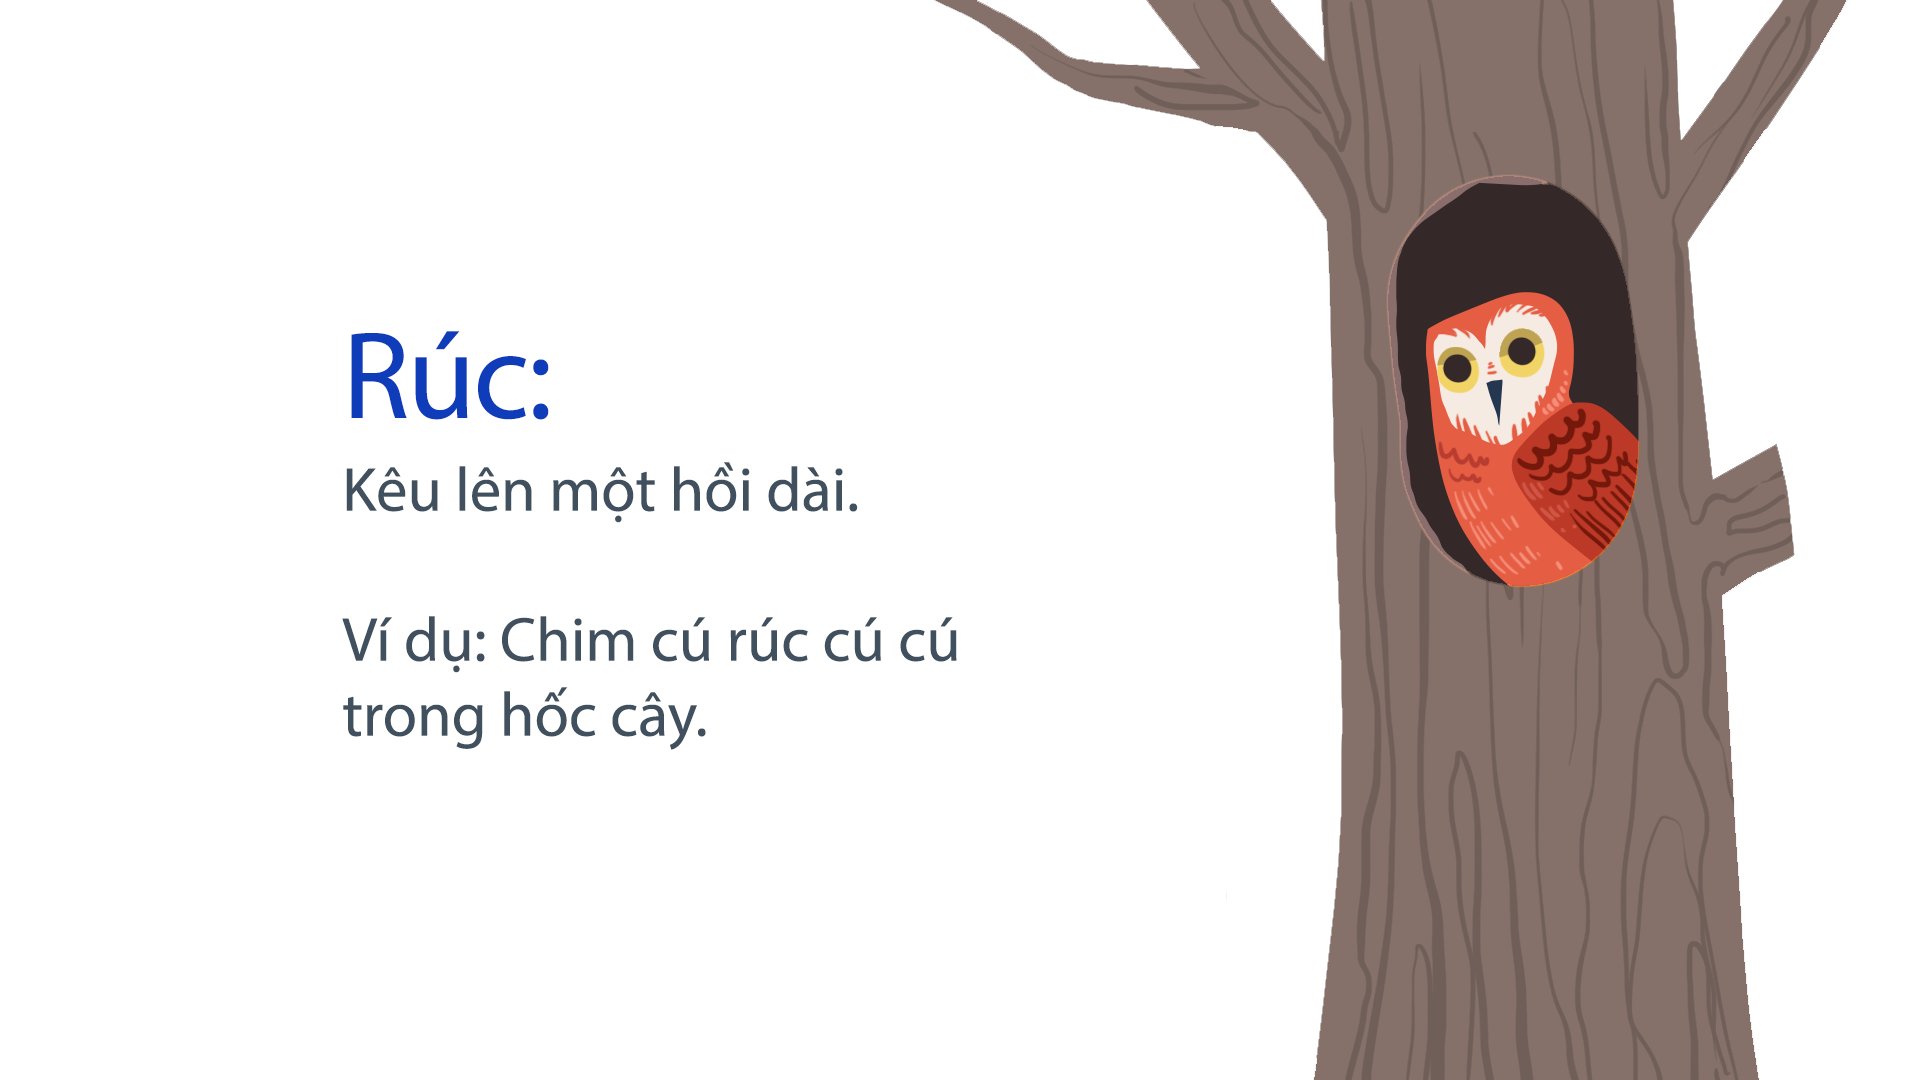 Rúc:
Kêu lên một hồi dài.
Ví dụ: Chim cú rúc cú cú
trong hốc cây.